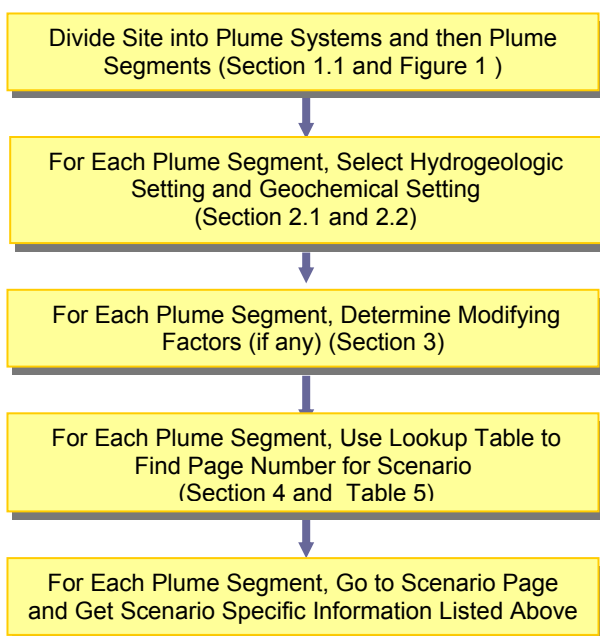 Divide Site into Plume Systems and then Plume
Segments (Section 1.1 and Figure 1 )
For Each Plume Segment, Select Hydrogeologic
Setting and Geochemical Setting
(Section 2.1 and 2.2)
For Each Plume Segment, Determine Modifying
Factors (if any) (Section 3)
For Each Plume Segment, Use Lookup Table to
Find Page Number for Scenario
(Section 4 and Table 5)
For Each Plume Segment, Go to Scenario Page
and Get Scenario Specific Information Listed Above